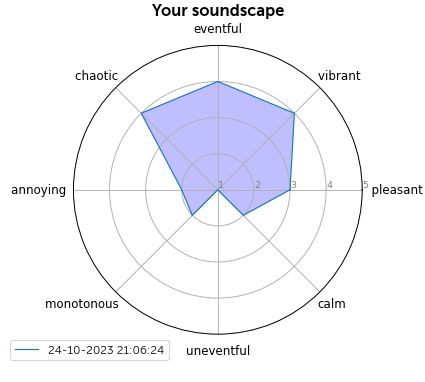 Your soundscape
eventful
chaotic
vibrant
annoying
1
2
3
4
5
pleasant
monotonous
calm
uneventful
24-10-2023 21:06:24